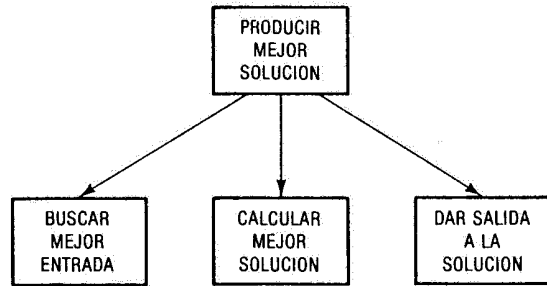 PRODUCIR
MEJOR
SOLUCION
BUSCAR
MEJOR
ENTRADA
CALCULAR
MEJOR
SOLUCION
DAR SALIDA
A LA
SOLUCION